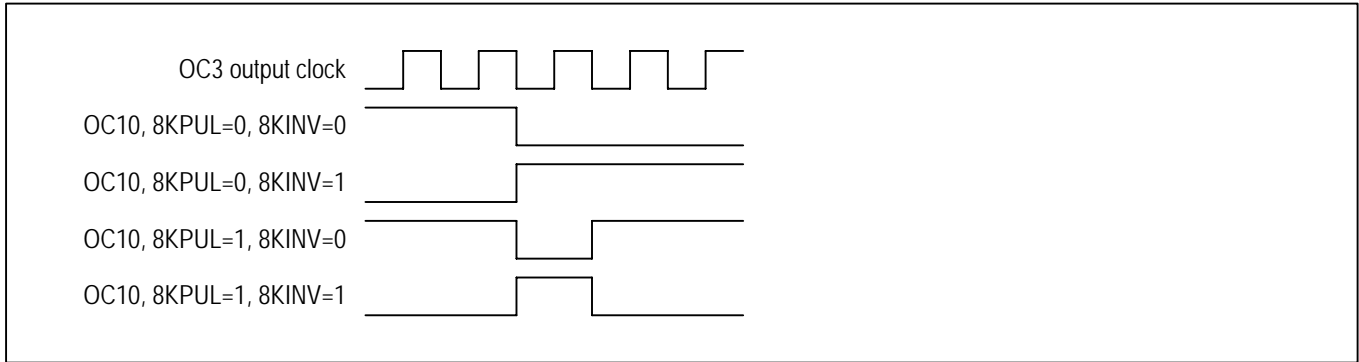 OC3 output clock
OC10, 8KPUL=0, 8KINV=0
OC10, 8KPUL=0, 8KINV=1
OC10, 8KPUL=1, 8KINV=0
OC10, 8KPUL=1, 8KINV=1